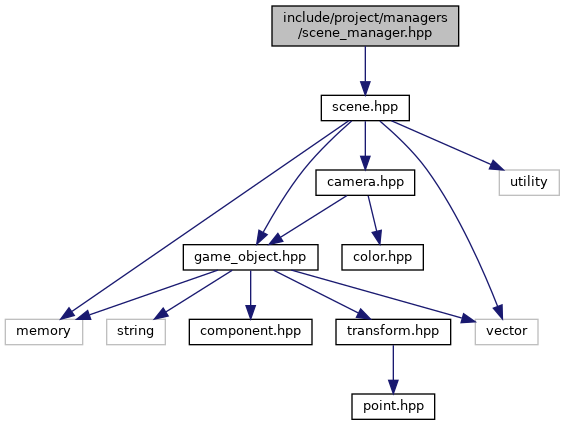 include/project/managers
/scene_manager.hpp
scene.hpp
camera.hpp
utility
game_object.hpp
color.hpp
memory
string
component.hpp
transform.hpp
vector
point.hpp